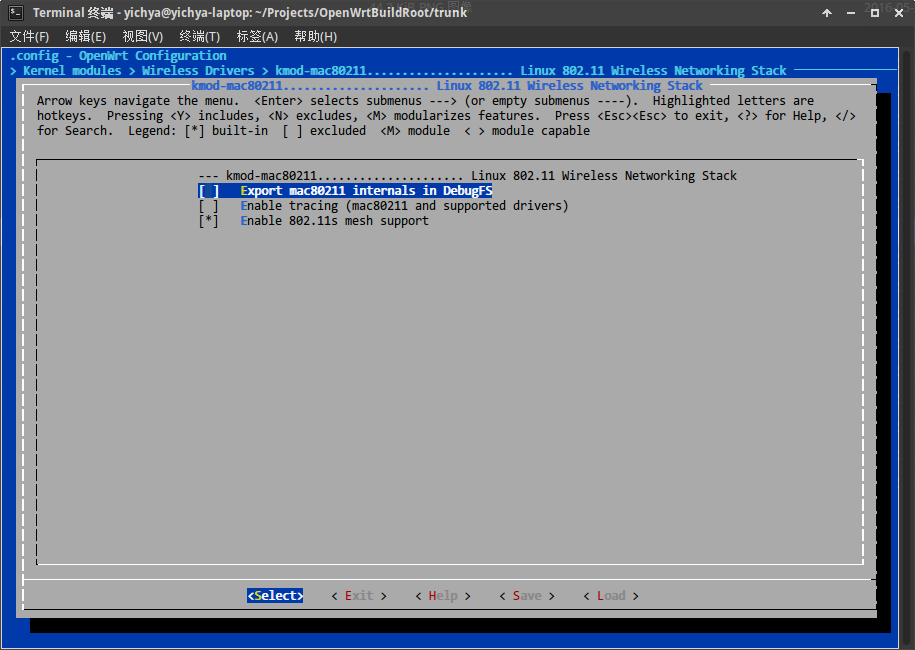 Terminal 终端 - yichya@yichya-laptop: ~/Projects/OpenWrtBuildRoot/trunk
文件(F) 编辑(E) 视图(V) 终端(T) 标签(A) 帮助(H)
.config - OpenWrt Configuration
> Kernel modules > Wireless Drivers > kmod-mac80211..................... Linux 802.11 Wireless Networking Stack
kmod-mac80211..................... Linux 802.11 Wireless Networking Stack
Arrow keys navigate the menu.  <Enter> selects submenus ---> (or empty submenus ----).  Highlighted letters are
hotkeys.  Pressing <Y> includes, <N> excludes, <M> modularizes features.  Press <Esc><Esc> to exit, <?> for Help, </>
for Search.  Legend: [*] built-in  [ ] excluded  <M> module  < > module capable
--- kmod-mac80211..................... Linux 802.11 Wireless Networking Stack
[ ]   Export mac80211 internals in DebugFS
[ ]   Enable tracing (mac80211 and supported drivers)
[*]   Enable 802.11s mesh support
<Select>    < Exit >    < Help >    < Save >    < Load >